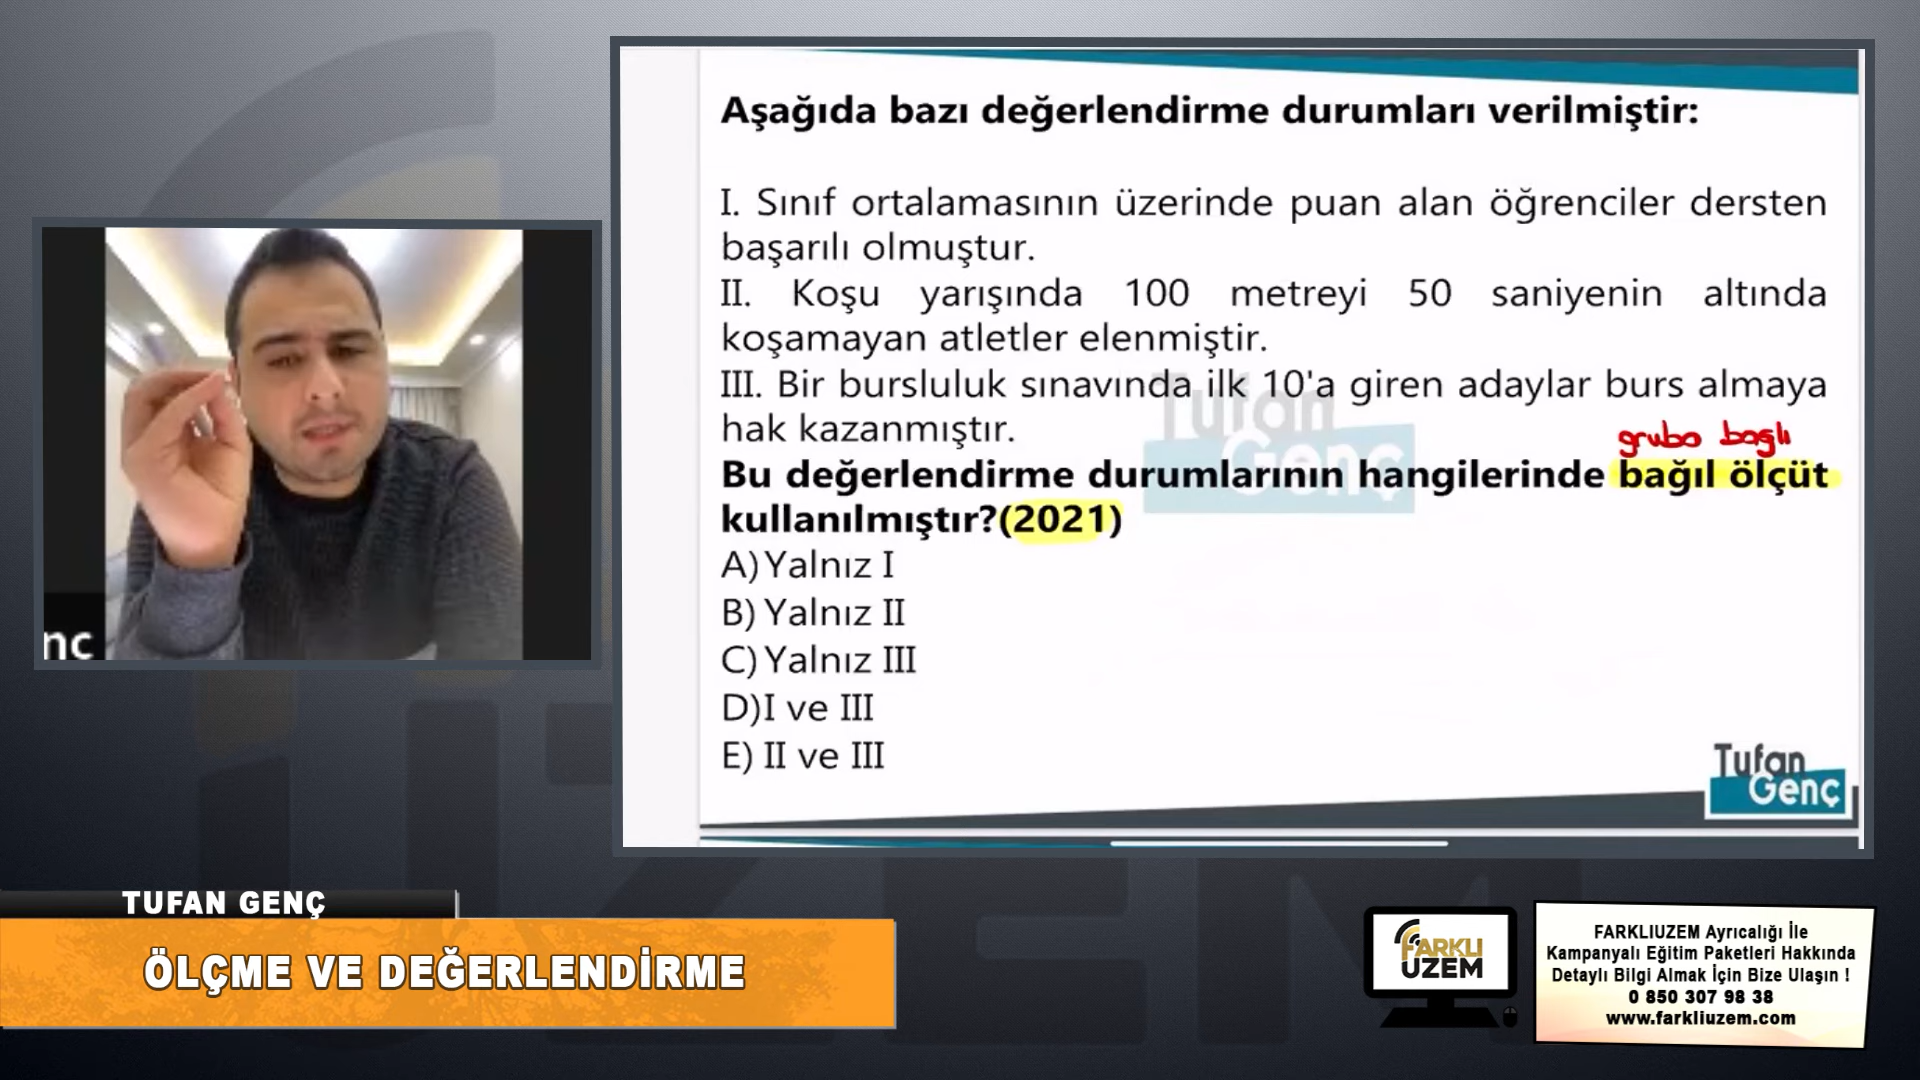 Aşağıda bazı değerlendirme durumları verilmiştir:
I. Sınıf ortalamasının üzerinde puan alan öğrenciler dersten
başarılı olmuştur.
II. Koşu yarışında 100 metreyi 50 saniyenin altında
koşamayan atletler elenmiştir.
III. Bir bursluluk sınavında ilk 10'a giren adaylar burs almaya
hak kazanmıştır.
gruba bağlı
Bu değerlendirme durumlarının hangilerinde bağıl ölçüt
kullanılmıştır?(2021)
A) Yalnız I
B) Yalnız II
C) Yalnız III
D)I ve III
E) II ve III
Tufan
Genç
Tufan
Genç
nç
TUFAN GENÇ
ÖLÇME VE DEĞERLENDİRME
FARKLI
UZEM
FARKLIUZEM Ayrıcalığı İle
Kampanyalı Eğitim Paketleri Hakkında
Detaylı Bilgi Almak İçin Bize Ulaşın !
0 850 307 98 38
www.farkliuzem.com